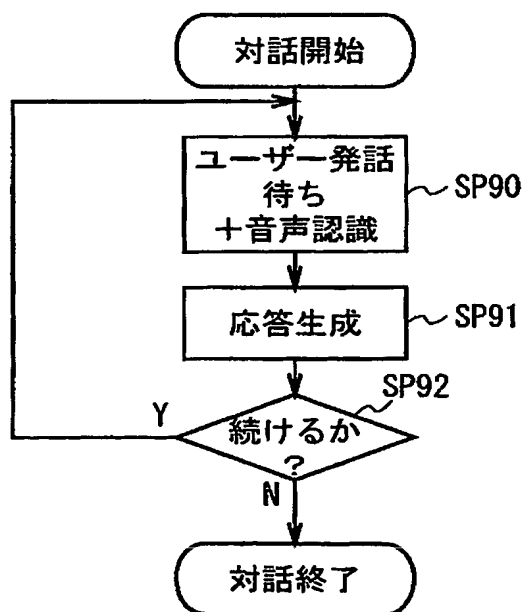 対話開始
ユーザー発話
待ち
+音声認識
SP90
応答生成
SP91
SP92
Y
続けるか
?
N
対話終了